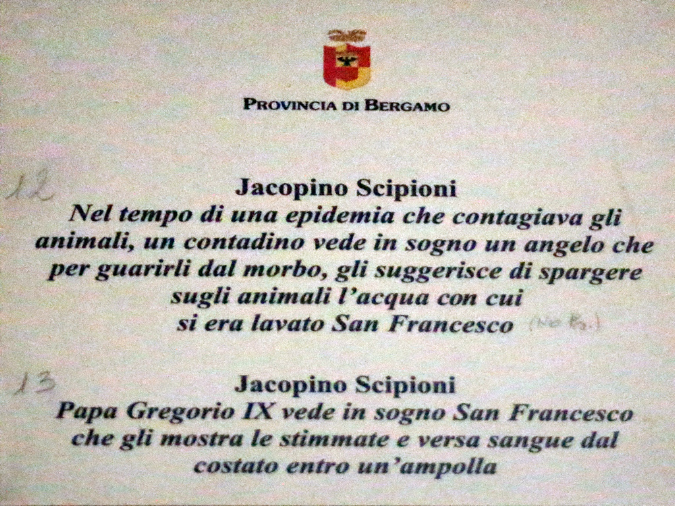 PROVINCIA DI BERGAMO
12
Jacopino Scipioni
Nel tempo di una epidemia che contagiava gli
animali, un contadino vede in sogno un angelo che
per guarirli dal morbo, gli suggerisce di spargere
sugli animali l'acqua con cui
si era lavato San Francesco
13
Jacopino Scipioni
Papa Gregorio IX vede in sogno San Francesco
che gli mostra le stimmate e versa sangue dal
costato entro un'ampolla